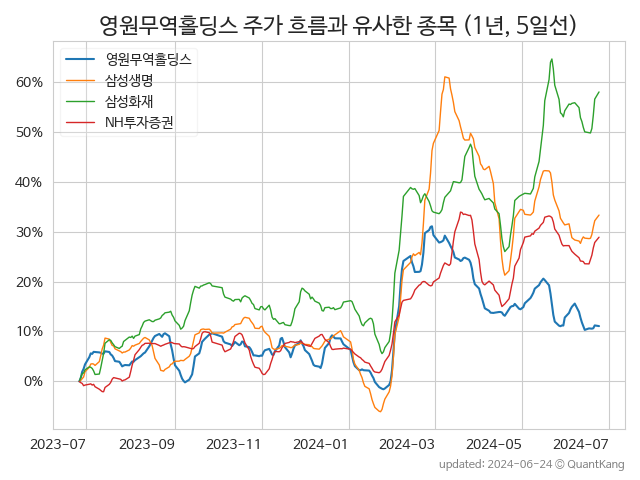 영원무역홀딩스 주가 흐름과 유사한 종목 (1년, 5일선)
영원무역홀딩스
삼성생명
삼성화재
NH투자증권
60%
50%
40%
30%
20%
10%
0%
2023-07 2023-09 2023-11 2024-01 2024-03 2024-05 2024-07
updated: 2024-06-24 © QuantKang